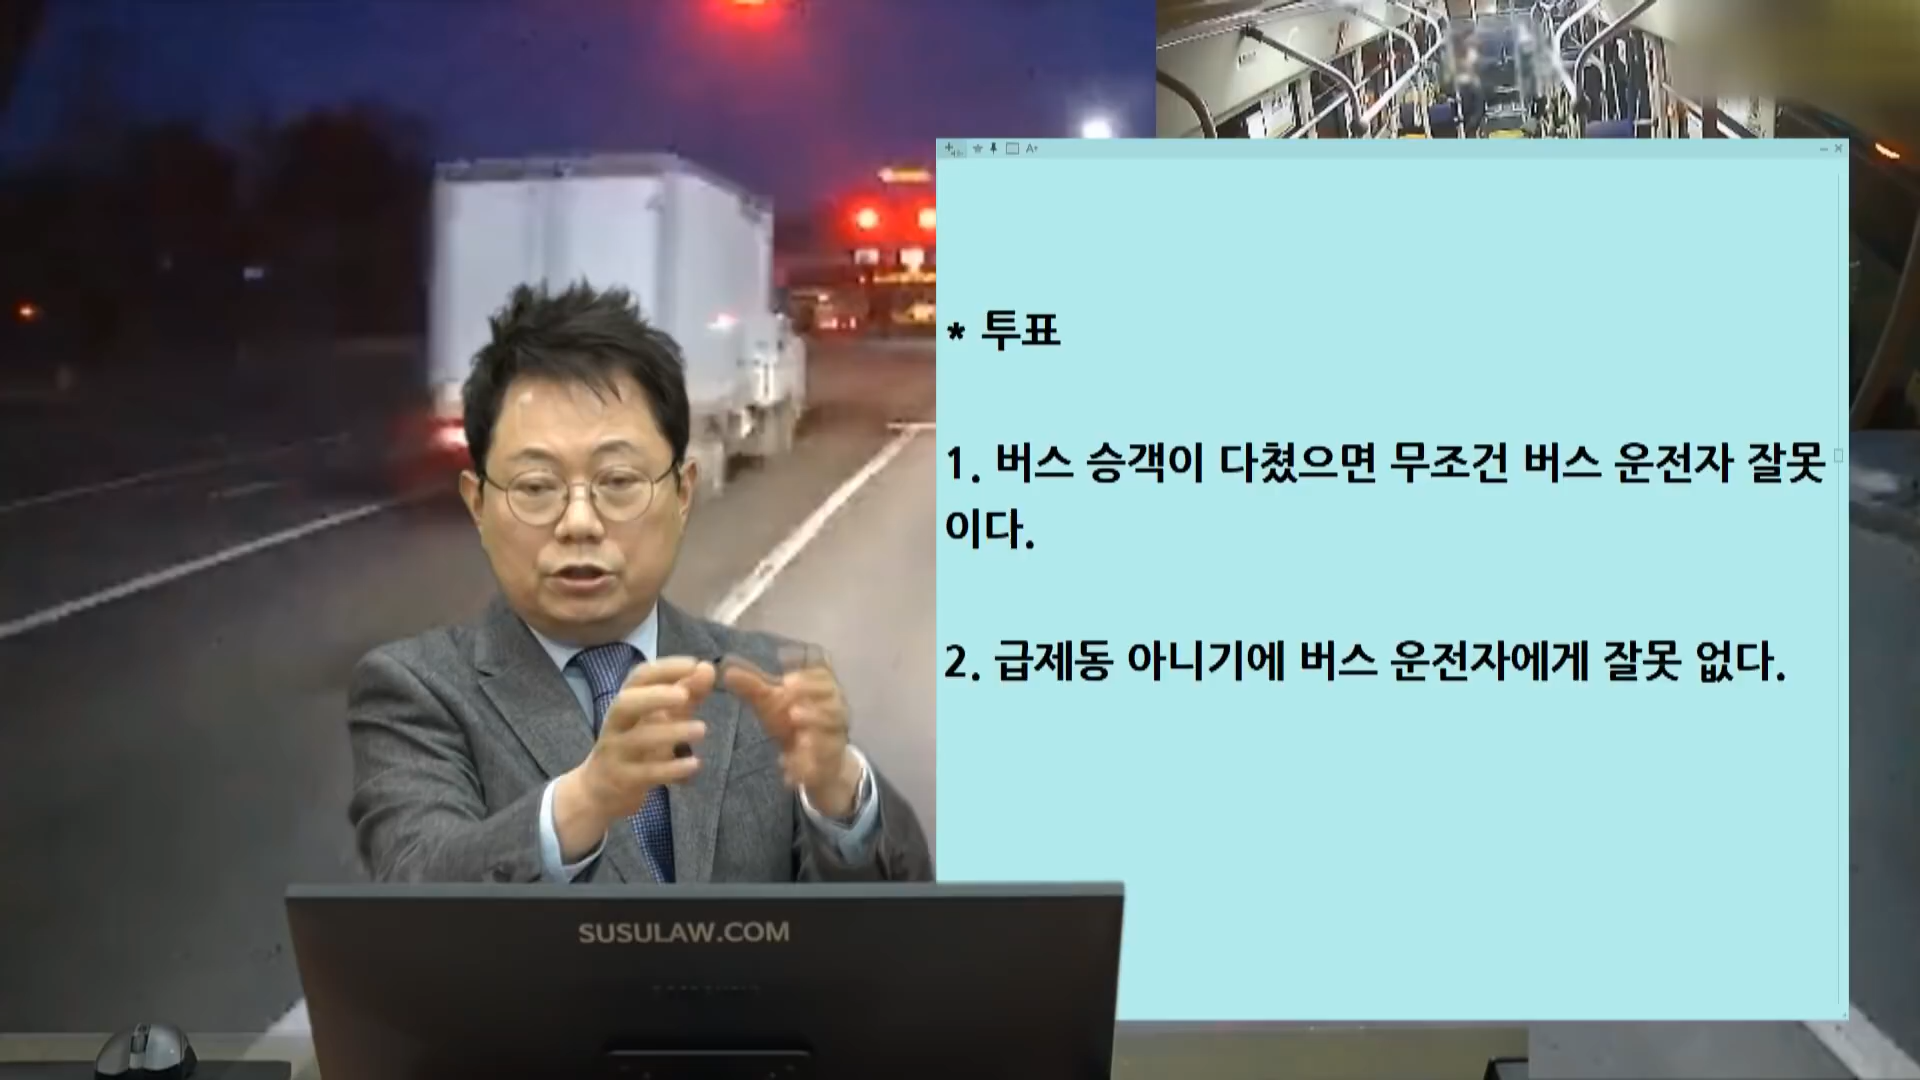 * 투표
1. 버스 승객이 다쳤으면 무조건 버스 운전자 잘못
이다.
2. 급제동 아니기에 버스 운전자에게 잘못 없다.
SUSULAW.COM